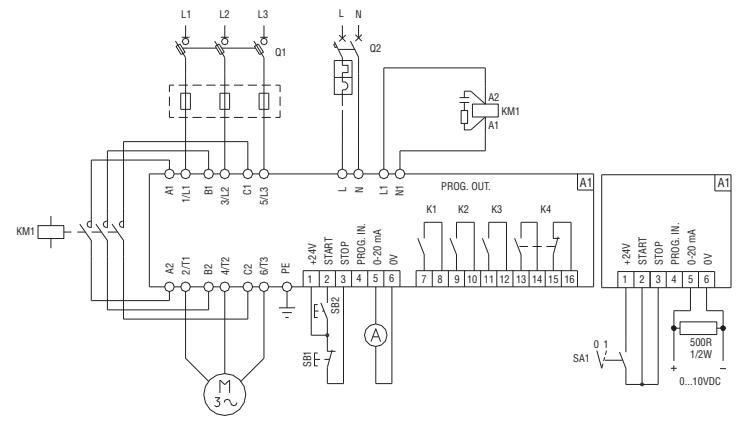 L1 L2 L3 L N
Q1 Q2
A2
KM1
A1
A1 1/L1 B1 3/L2 C1 5/L3 L N L1 N1
PROG. OUT. A1 A1
KM1
K1 K2 K3 K4
+24V START STOP PROG. IN. 0-20 mA 0V
+24V START STOP PROG. IN. 0-20 mA 0V
A2 2/T1 B2 4/T2 C2 6/T3 PE
1 2 3 4 5 6 7 8 9 10 11 12 13 14 15 16
1 2 3 4 5 6
SB2
SB1
A
M
3
0 1
SA1
500R
1/2W
+ −
0...10VDC